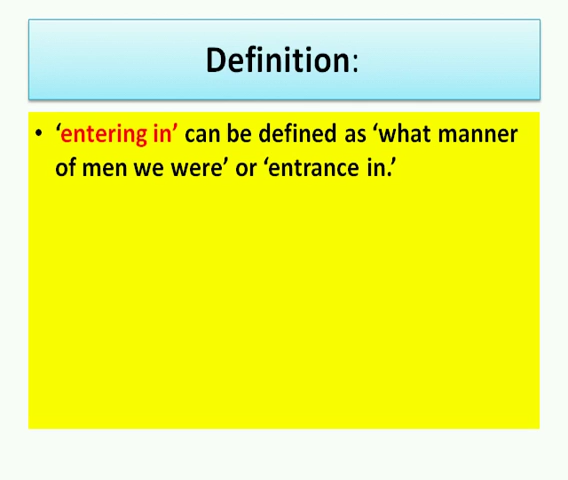 Definition:
• ‘entering in’ can be defined as ‘what manner
of men we were’ or ‘entrance in.’